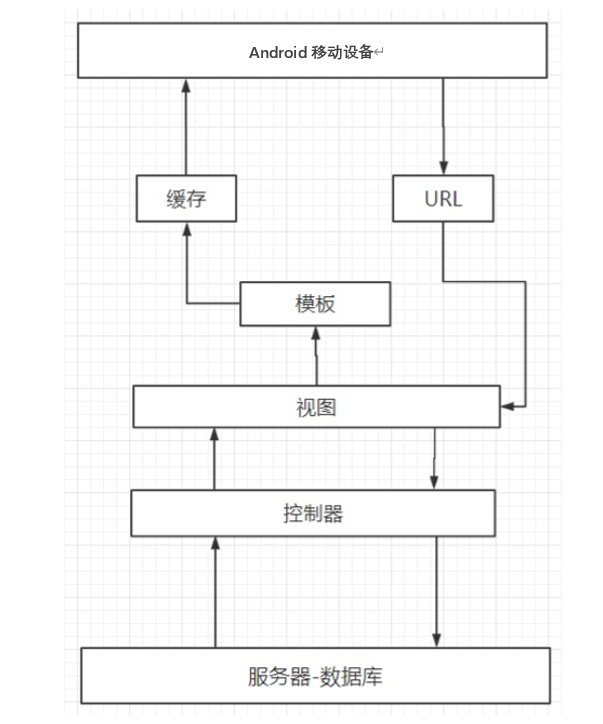 Android 移动设备↵
缓存
URL
模板
视图
控制器
服务器-数据库